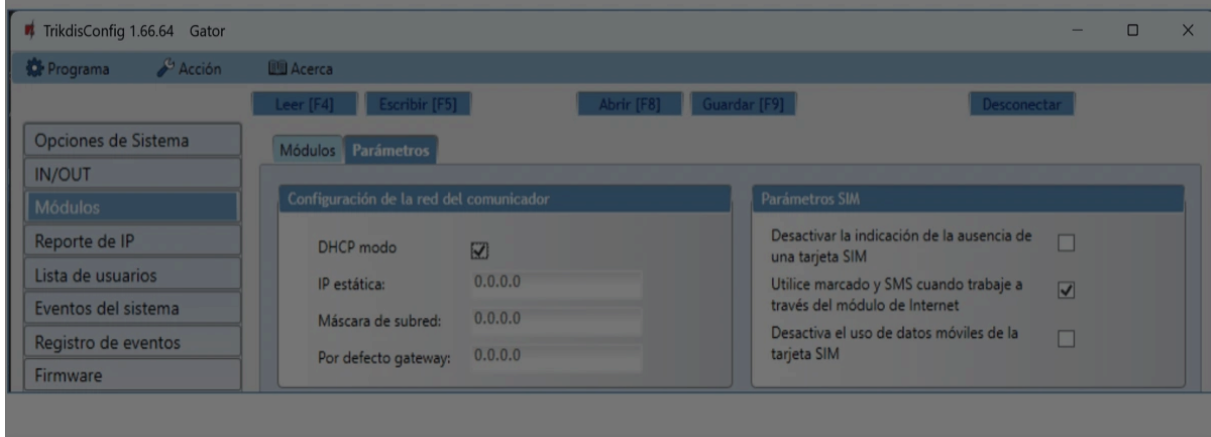 TrikdisConfig 1.66.64 Gator
Programa Acción Acerca
Leer [F4] Escribir [F5] Abrir [F8] Guardar [F9] Desconectar
Opciones de Sistema
IN/OUT
Módulos
Reporte de IP
Lista de usuarios
Eventos del sistema
Registro de eventos
Firmware
Módulos Parámetros
Configuración de la red del comunicador
DHCP modo
IP estática: 0.0.0.0
Máscara de subred: 0.0.0.0
Por defecto gateway: 0.0.0.0
Parámetros SIM
Desactivar la indicación de la ausencia de
una tarjeta SIM
Utilice marcado y SMS cuando trabaje a
través del módulo de Internet
Desactiva el uso de datos móviles de la
tarjeta SIM